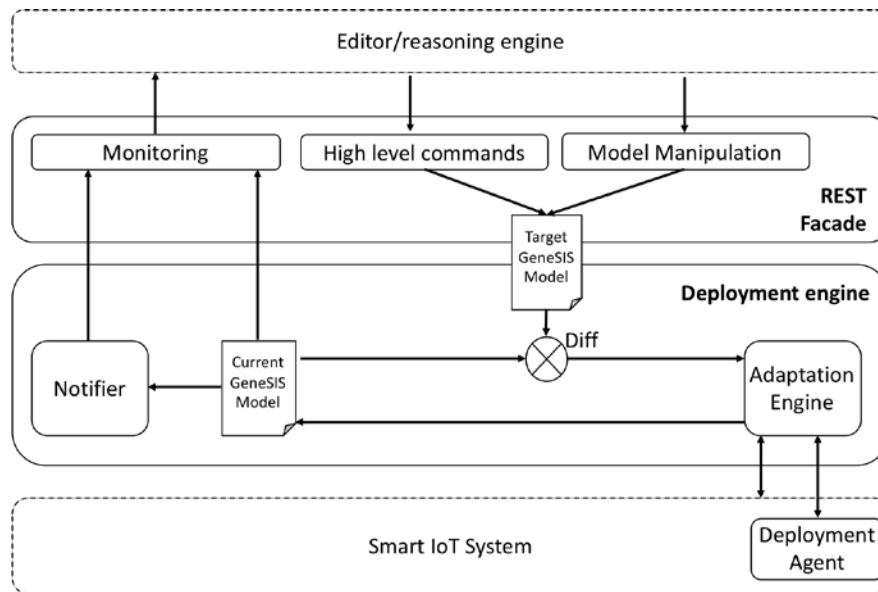 Editor/reasoning engine
Monitoring
High level commands
Model Manipulation
REST
Facade
Target
GeneSIS
Model
Deployment engine
Diff
Notifier
Current
GeneSIS
Model
Adaptation
Engine
Smart IoT System
Deployment
Agent